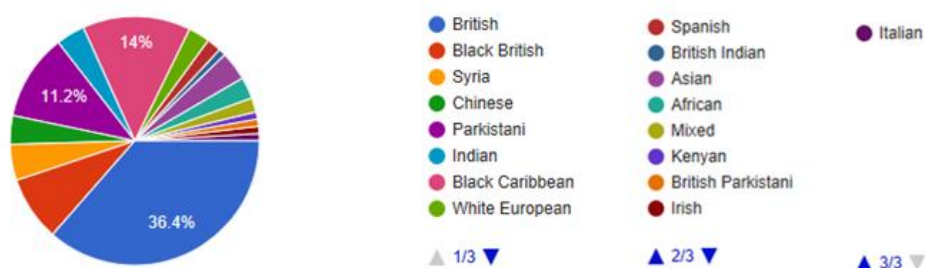 14%
11.2%
36.4%
British
Black British
Syria
Chinese
Parkistani
Indian
Black Caribbean
White European
1/3
Spanish
British Indian
Asian
African
Mixed
Kenyan
British Parkistani
Irish
2/3
Italian
3/3